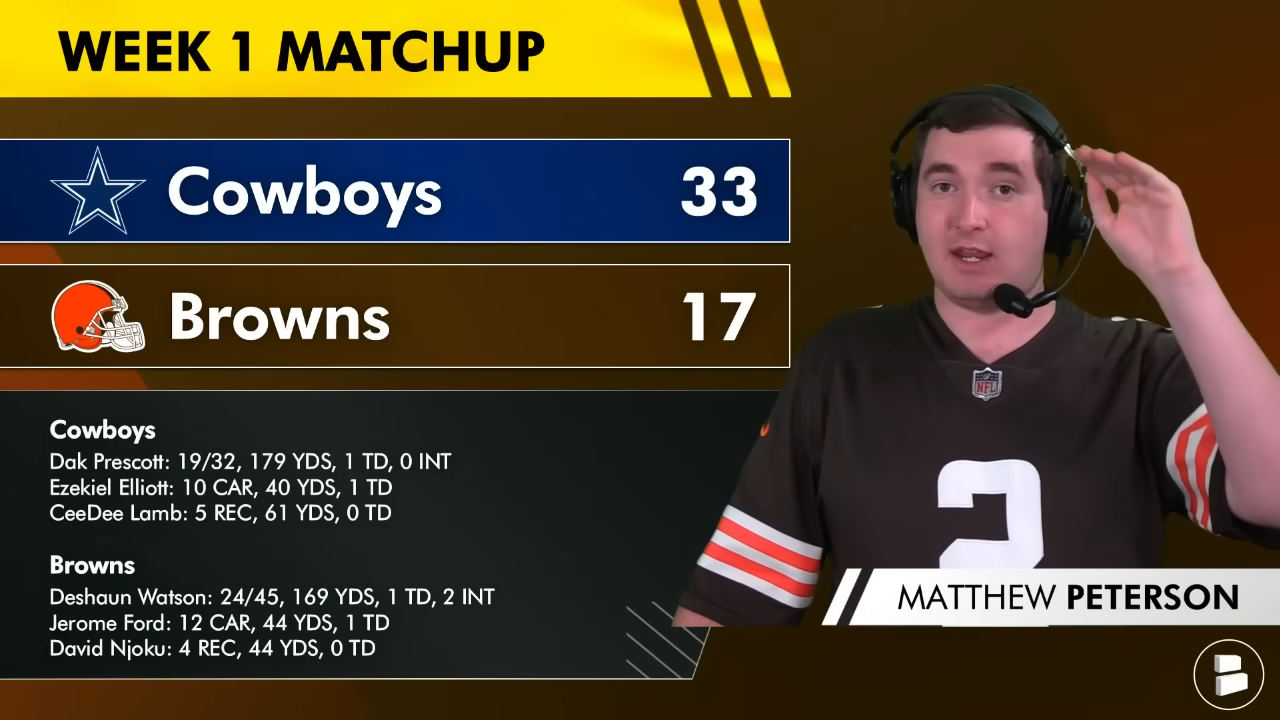 WEEK 1 MATCHUP
Cowboys 33
Browns 17
Cowboys
Dak Prescott: 19/32, 179 YDS, 1 TD, 0 INT
Ezekiel Elliott: 10 CAR, 40 YDS, 1 TD
CeeDee Lamb: 5 REC, 61 YDS, 0 TD
Browns
Deshaun Watson: 24/45, 169 YDS, 1 TD, 2 INT
Jerome Ford: 12 CAR, 44 YDS, 1 TD
David Njoku: 4 REC, 44 YDS, 0 TD
NFL
2
MATTHEW PETERSON